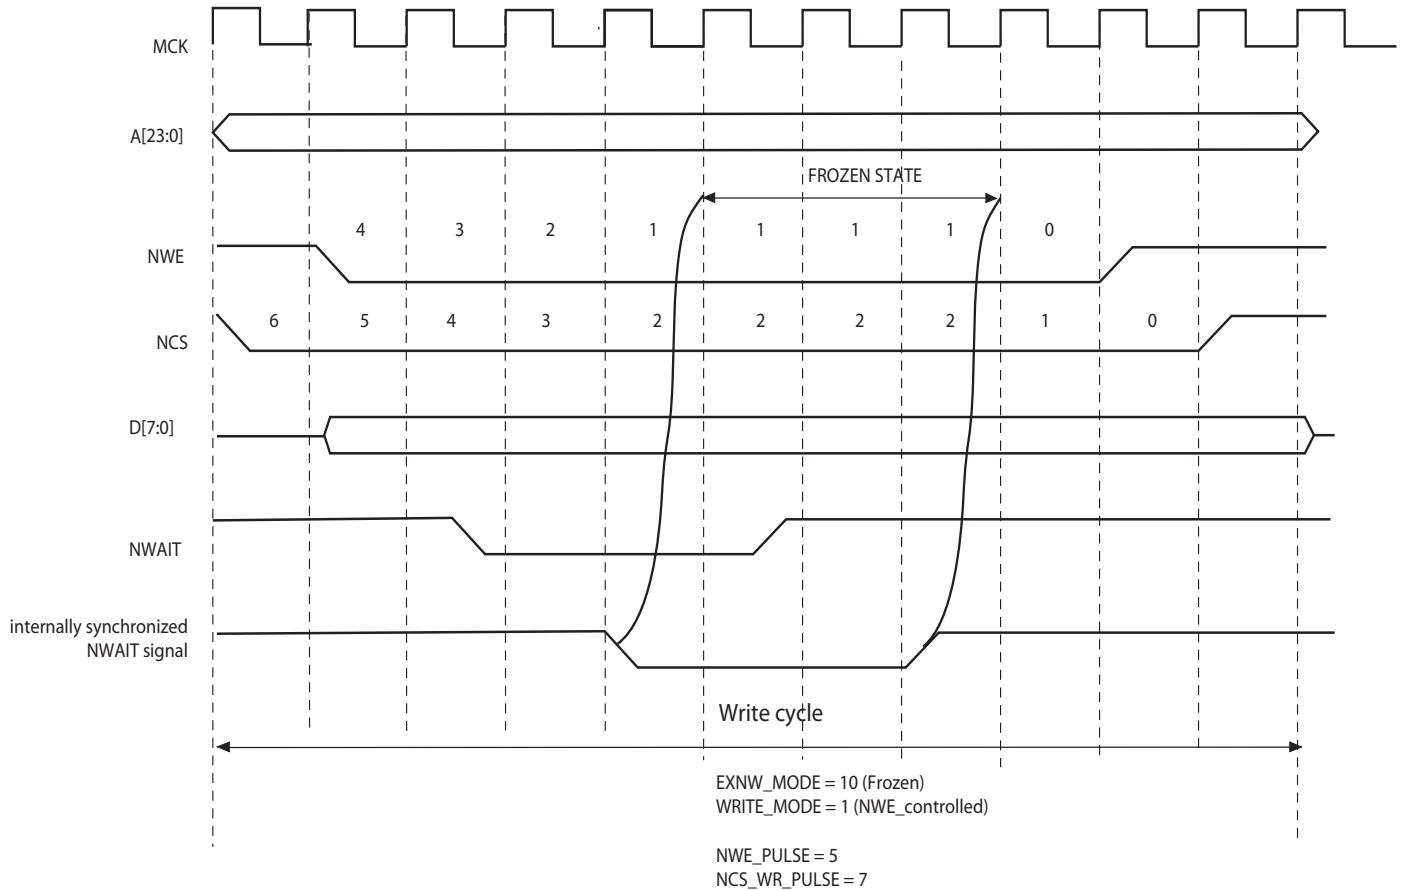 MCK
A[23:0]
FROZEN STATE
4 3 2 1 1 1 1 0
NWE
6 5 4 3 2 2 2 2 1 0
NCS
D[7:0]
NWAIT
internally synchronized
NWAIT signal
Write cycle
EXNW_MODE = 10 (Frozen)
WRITE_MODE = 1 (NWE_controlled)
NWE_PULSE = 5
NCS_WR_PULSE = 7